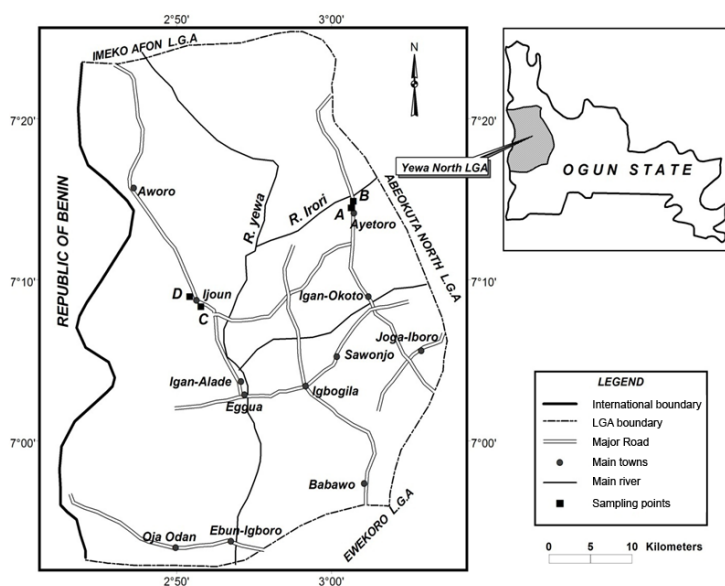 2°50'
3°00'
IMEKO AFON L.G.A
N
7°20'
7°20'
Yewa North LGA
OGUN STATE
Aworo
R. yewa
R. Irori
B
A
Ayetoro
ABEOKUTA NORTH L.G.A
REPUBLIC OF BENIN
7°10'
7°10'
D
Ijoun
C
Igan-Okoto
Joga-Iboro
Sawonjo
Igan-Alade
Eggua
Igbogila
7°00'
7°00'
Babawo
Oja Odan
Ebun-Igboro
EWEKORO L.G.A
2°50'
3°00'
LEGEND
International boundary
LGA boundary
Major Road
Main towns
Main river
Sampling points
0 5 10 Kilometers